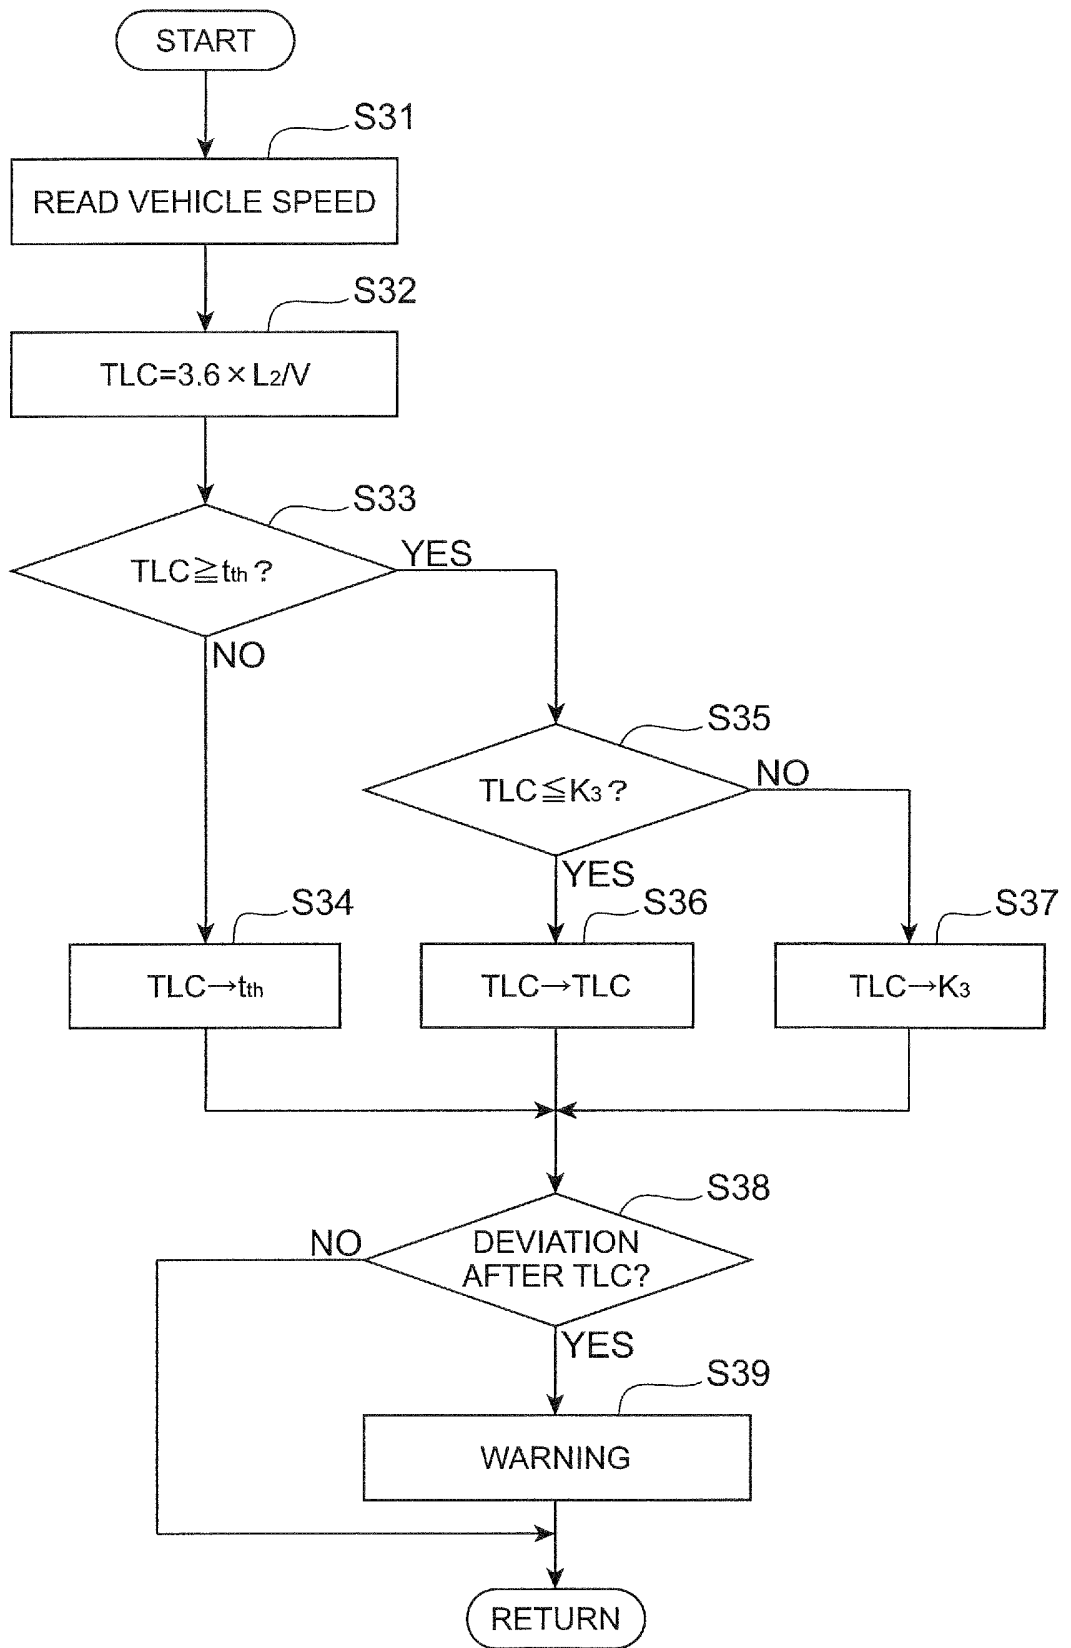 START
S31
READ VEHICLE SPEED
S32
TLC=3.6×L₂/V
S33
TLC≧tth?
YES
NO
S35
TLC≦K₃?
NO
YES
S34
TLC→tth
S36
TLC→TLC
S37
TLC→K₃
S38
DEVIATION
AFTER TLC?
NO
YES
S39
WARNING
RETURN